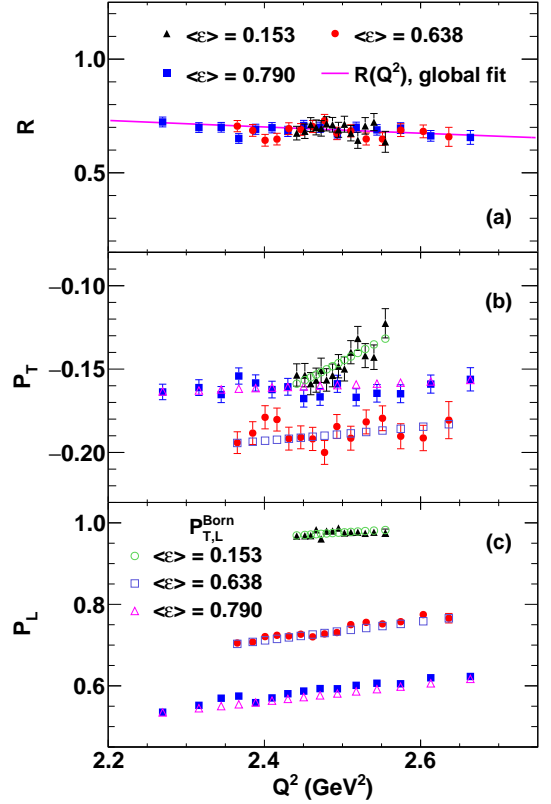 <ε> = 0.153 <ε> = 0.638
<ε> = 0.790 R(Q²), global fit
1.0
R
0.5
(a)
−0.10
(b)
P_T
−0.15
−0.20
1.0
P_T,L^Born
(c)
<ε> = 0.153
<ε> = 0.638
<ε> = 0.790
P_L
0.8
0.6
2.2 2.4 2.6
Q² (GeV²)